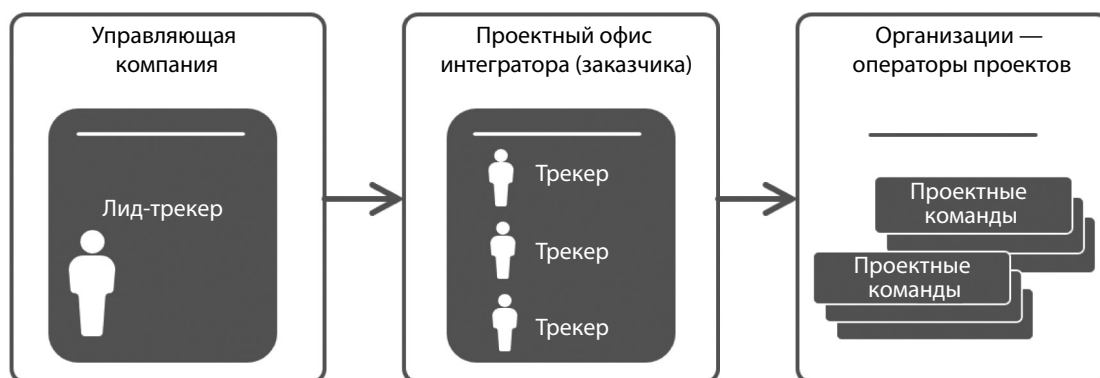 Управляющая
компания
Лид-трекер
Проектный офис
интегратора (заказчика)
Трекер
Трекер
Трекер
Организации —
операторы проектов
Проектные
команды
Проектные
команды